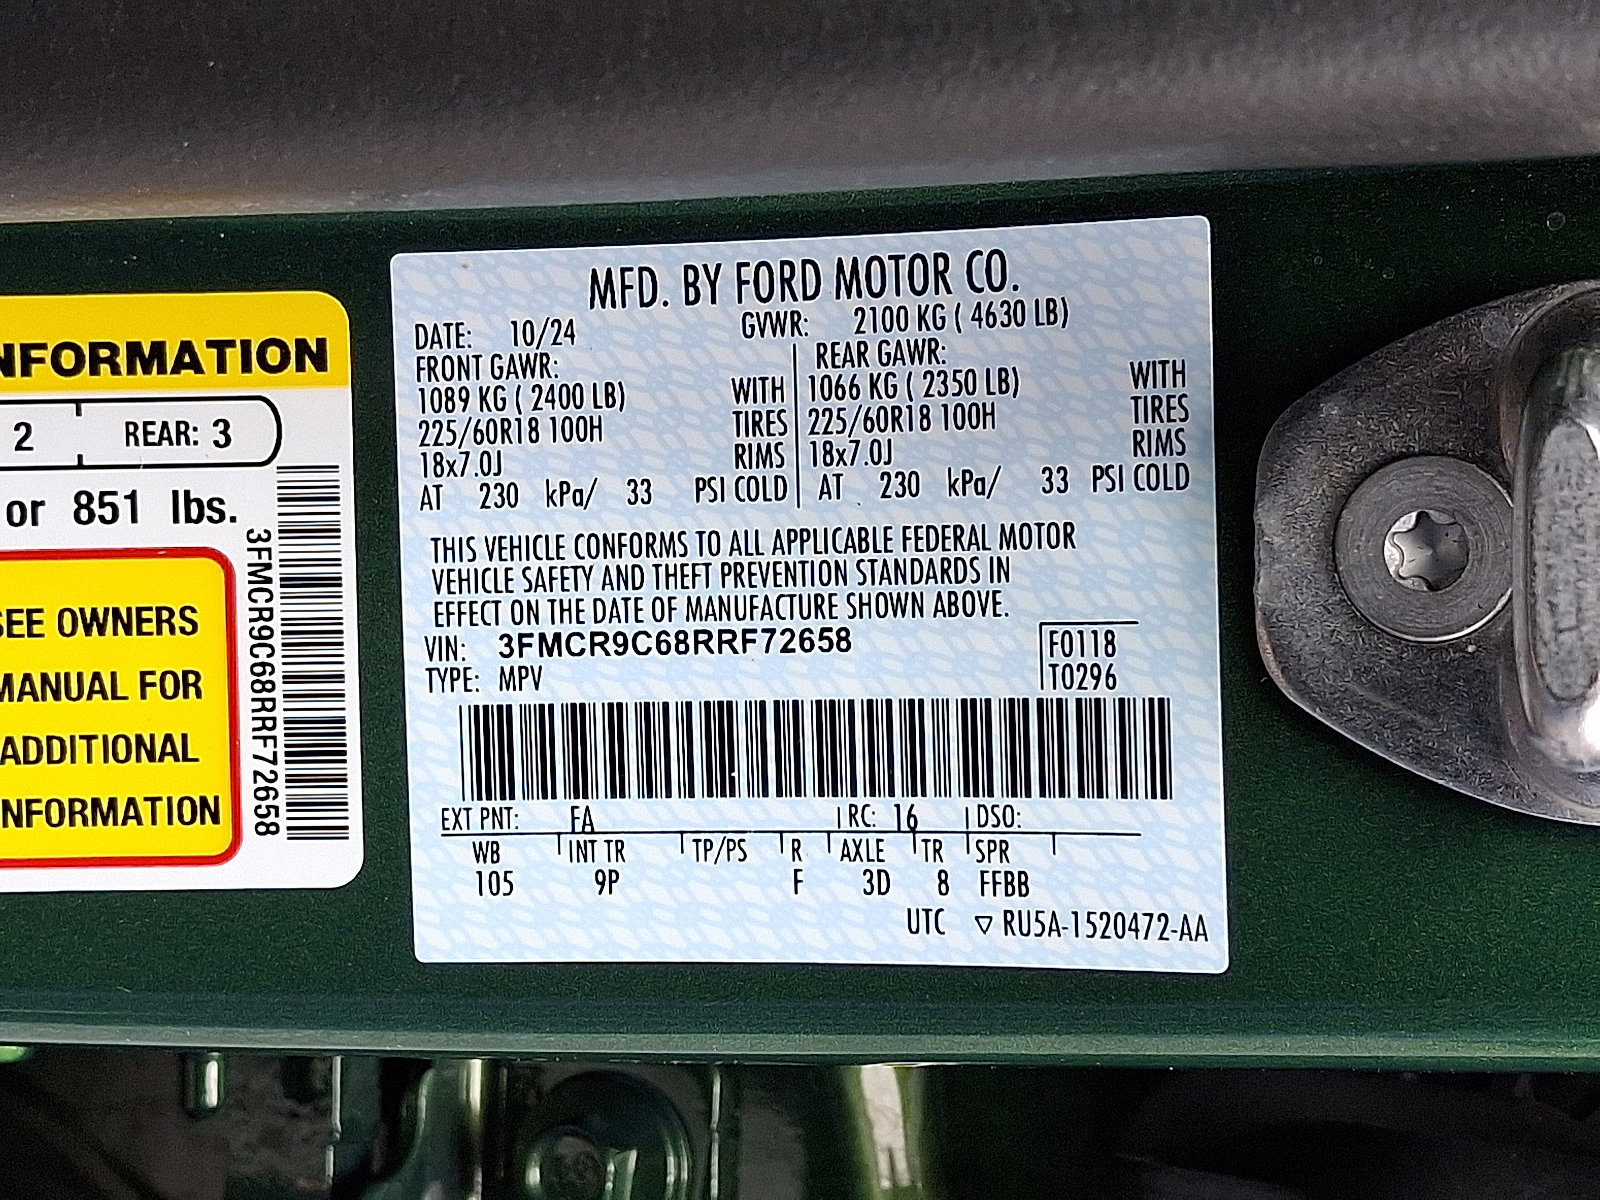 NFORMATION
2 REAR: 3
or 851 lbs.
SEE OWNERS
MANUAL FOR
ADDITIONAL
NFORMATION
3FMCR9C68RRF72658
MFD. BY FORD MOTOR CO.
DATE: 10/24 GVWR: 2100 KG ( 4630 LB)
FRONT GAWR: REAR GAWR:
1089 KG ( 2400 LB) WITH 1066 KG ( 2350 LB) WITH
225/60R18 100H TIRES 225/60R18 100H TIRES
18x7.0J RIMS 18x7.0J RIMS
AT 230 kPa/ 33 PSI COLD AT 230 kPa/ 33 PSI COLD
THIS VEHICLE CONFORMS TO ALL APPLICABLE FEDERAL MOTOR
VEHICLE SAFETY AND THEFT PREVENTION STANDARDS IN
EFFECT ON THE DATE OF MANUFACTURE SHOWN ABOVE.
VIN: 3FMCR9C68RRF72658 F0118
TYPE: MPV T0296
EXT PNT: FA RC: 16 DSO:
WB INT TR TP/PS R AXLE TR SPR
105 9P F 3D 8 FFBB
UTC ▽ RU5A-1520472-AA